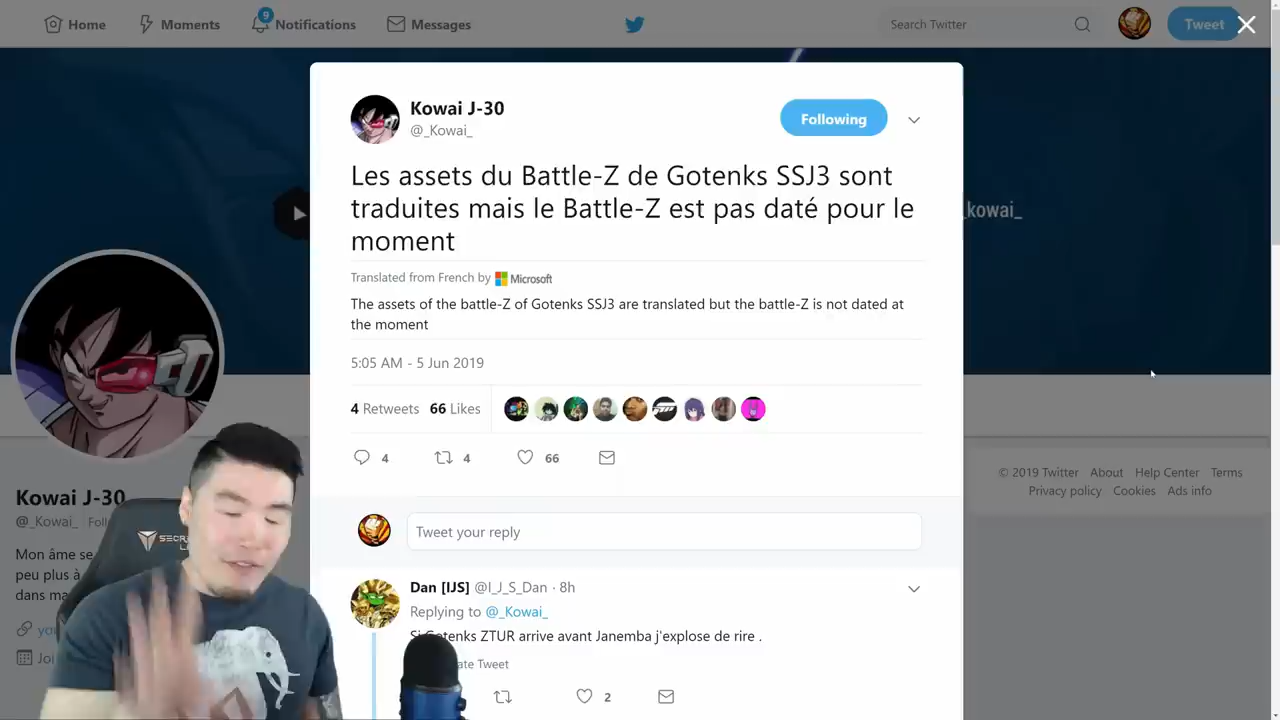 Home
Moments
9
Notifications
Messages
Search Twitter
Tweet
Kowai J-30
@_Kowai_
Following
Les assets du Battle-Z de Gotenks SSJ3 sont
traduites mais le Battle-Z est pas daté pour le
moment
Translated from French by Microsoft
The assets of the battle-Z of Gotenks SSJ3 are translated but the battle-Z is not dated at
the moment
5:05 AM - 5 Jun 2019
4 Retweets 66 Likes
4
4
66
Tweet your reply
Dan [IJS] @I_J_S_Dan · 8h
Replying to @_Kowai_
Si Gotenks ZTUR arrive avant Janemba j'explose de rire .
Tweet
2
_kowai_
© 2019 Twitter About Help Center Terms
Privacy policy Cookies Ads info
Kowai J-30
@_Kowai_
Mon âme se
peu plus à
dans